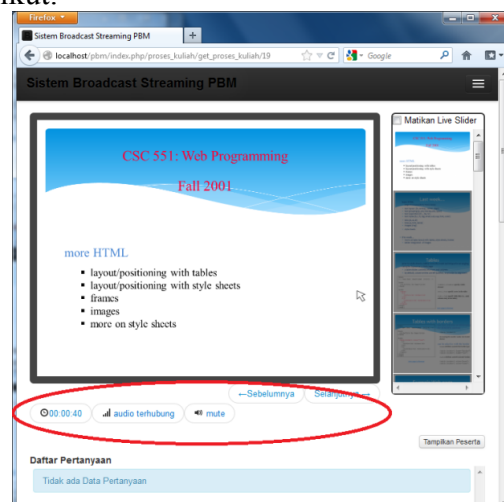 ikut:
Firefox
Sistem Broadcast Streaming PBM
localhost/pbm/index.php/proses_kuliah/get_proses_kuliah/19
Google
Sistem Broadcast Streaming PBM
Matikan Live Slider
CSC 551: Web Programming
Fall 2001
more HTML
layout/positioning with tables
layout/positioning with style sheets
frames
images
more on style sheets
←Sebelumnya Selanjutnya→
00:00:40 audio terhubung mute
Tampilkan Peserta
Daftar Pertanyaan
Tidak ada Data Pertanyaan